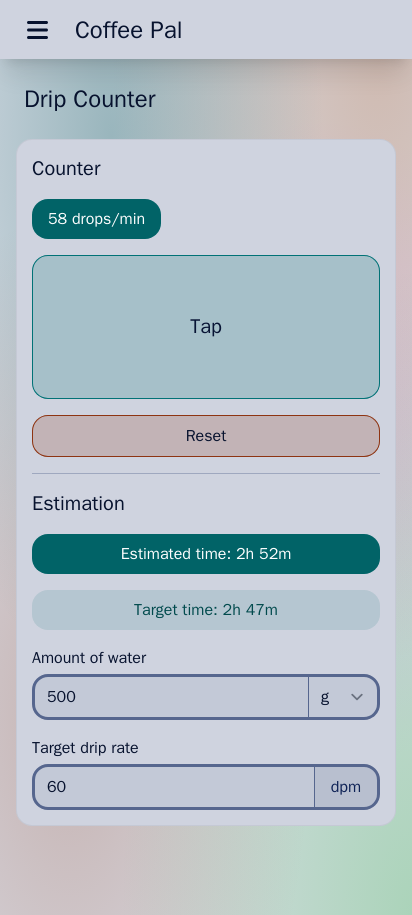 Coffee Pal
Drip Counter
Counter
58 drops/min
Tap
Reset
Estimation
Estimated time: 2h 52m
Target time: 2h 47m
Amount of water
500 g
Target drip rate
60 dpm